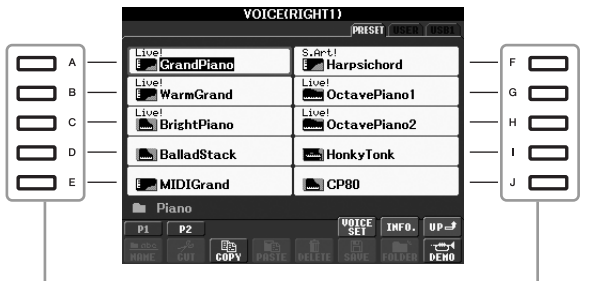 VOICE(RIGHT1)
PRESET USER USB1
A Live! GrandPiano S.Art! Harpsichord F
B Live! WarmGrand Live! OctavePiano1 G
C Live! BrightPiano Live! OctavePiano2 H
D BalladStack HonkyTonk I
E MIDIGrand CP80 J
Piano
P1 P2 VOICE SET INFO. UP
NAME CUT COPY PASTE DELETE SAVE FOLDER DEMO